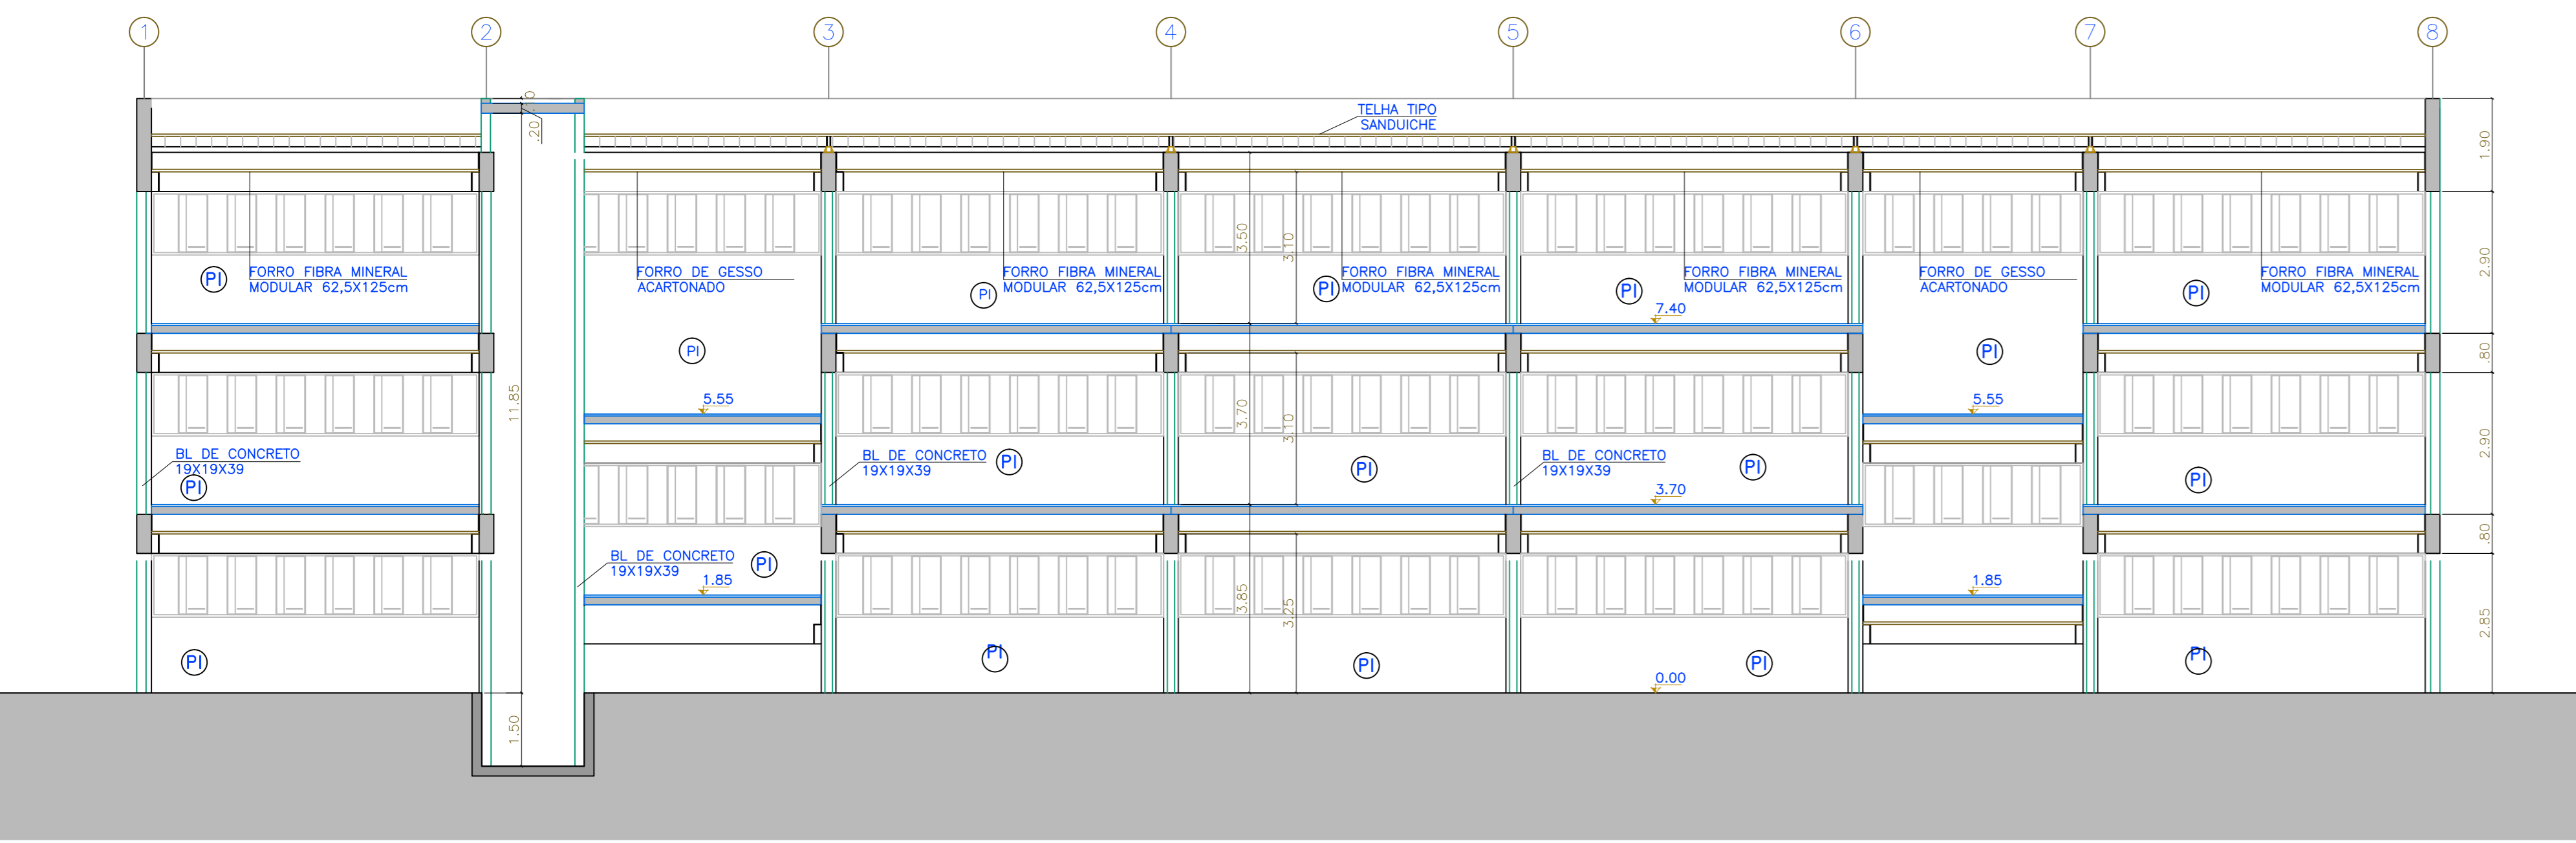 1 2 3 4 5 6 7 8
TELHA TIPO
SANDUICHE
.20
1.90
3.50
3.10
2.90
FORRO FIBRA MINERAL
MODULAR 62,5X125cm
FORRO DE GESSO
ACARTONADO
FORRO FIBRA MINERAL
MODULAR 62,5X125cm
FORRO FIBRA MINERAL
MODULAR 62,5X125cm
FORRO FIBRA MINERAL
MODULAR 62,5X125cm
FORRO DE GESSO
ACARTONADO
FORRO FIBRA MINERAL
MODULAR 62,5X125cm
PI PI PI PI PI
7.40
PI PI
.80
11.85
5.55
5.55
3.70
3.10
2.90
BL DE CONCRETO
19X19X39
BL DE CONCRETO
19X19X39
BL DE CONCRETO
19X19X39
PI PI PI PI PI
3.70
.80
BL DE CONCRETO
19X19X39
PI
1.85
1.85
3.85
3.25
2.85
PI PI PI PI PI
0.00
1.50